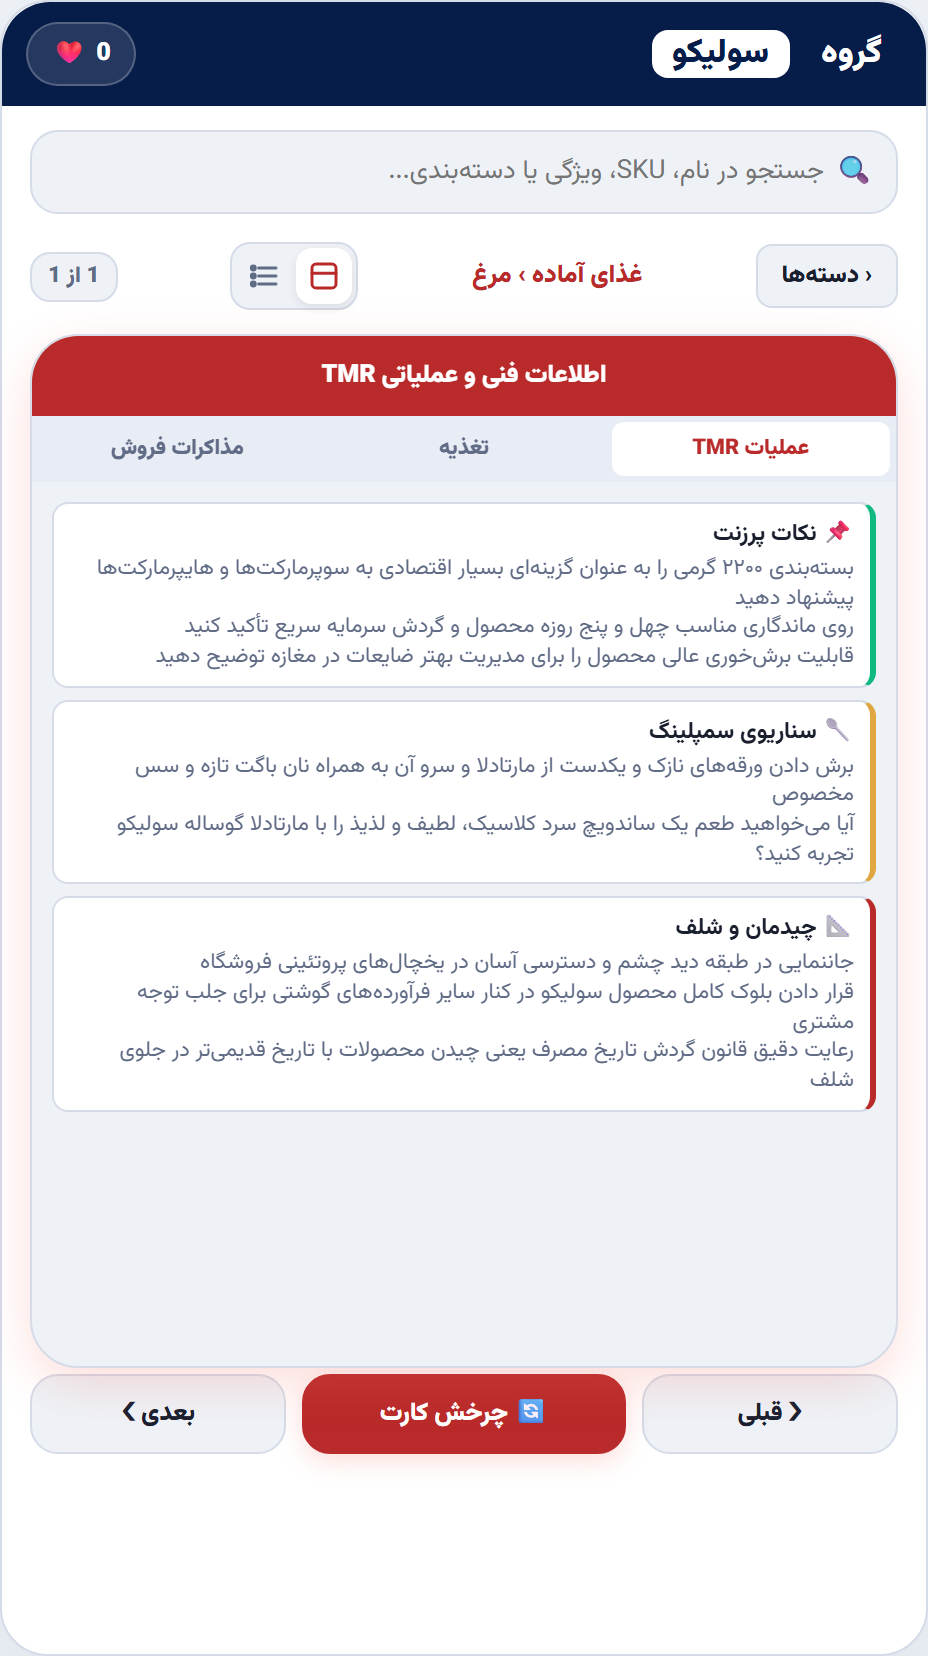 گروه سولیکو
0
جستجو در نام، SKU، ویژگی یا دسته‌بندی...
‹ دسته‌ها
غذای آماده › مرغ
1 از 1
اطلاعات فنی و عملیاتی TMR
عملیات TMR
تغذیه
مذاکرات فروش
نکات پرزنت
بسته‌بندی ۲۲۰۰ گرمی را به عنوان گزینه‌ای بسیار اقتصادی به سوپرمارکت‌ها و هایپرمارکت‌ها
پیشنهاد دهید
روی ماندگاری مناسب چهل و پنج روزه محصول و گردش سرمایه سریع تأکید کنید
قابلیت برش‌خوری عالی محصول را برای مدیریت بهتر ضایعات در مغازه توضیح دهید
سناریوی سمپلینگ
برش دادن ورقه‌های نازک و یکدست از مارتادلا و سرو آن به همراه نان باگت تازه و سس
مخصوص
آیا می‌خواهید طعم یک ساندویچ سرد کلاسیک، لطیف و لذیذ را با مارتادلا گوساله سولیکو
تجربه کنید؟
چیدمان و شلف
جانمایی در طبقه دید چشم و دسترسی آسان در یخچال‌های پروتئینی فروشگاه
قرار دادن بلوک کامل محصول سولیکو در کنار سایر فرآورده‌های گوشتی برای جلب توجه
مشتری
رعایت دقیق قانون گردش تاریخ مصرف یعنی چیدن محصولات با تاریخ قدیمی‌تر در جلوی
شلف
❮ قبلی
چرخش کارت
بعدی ❯